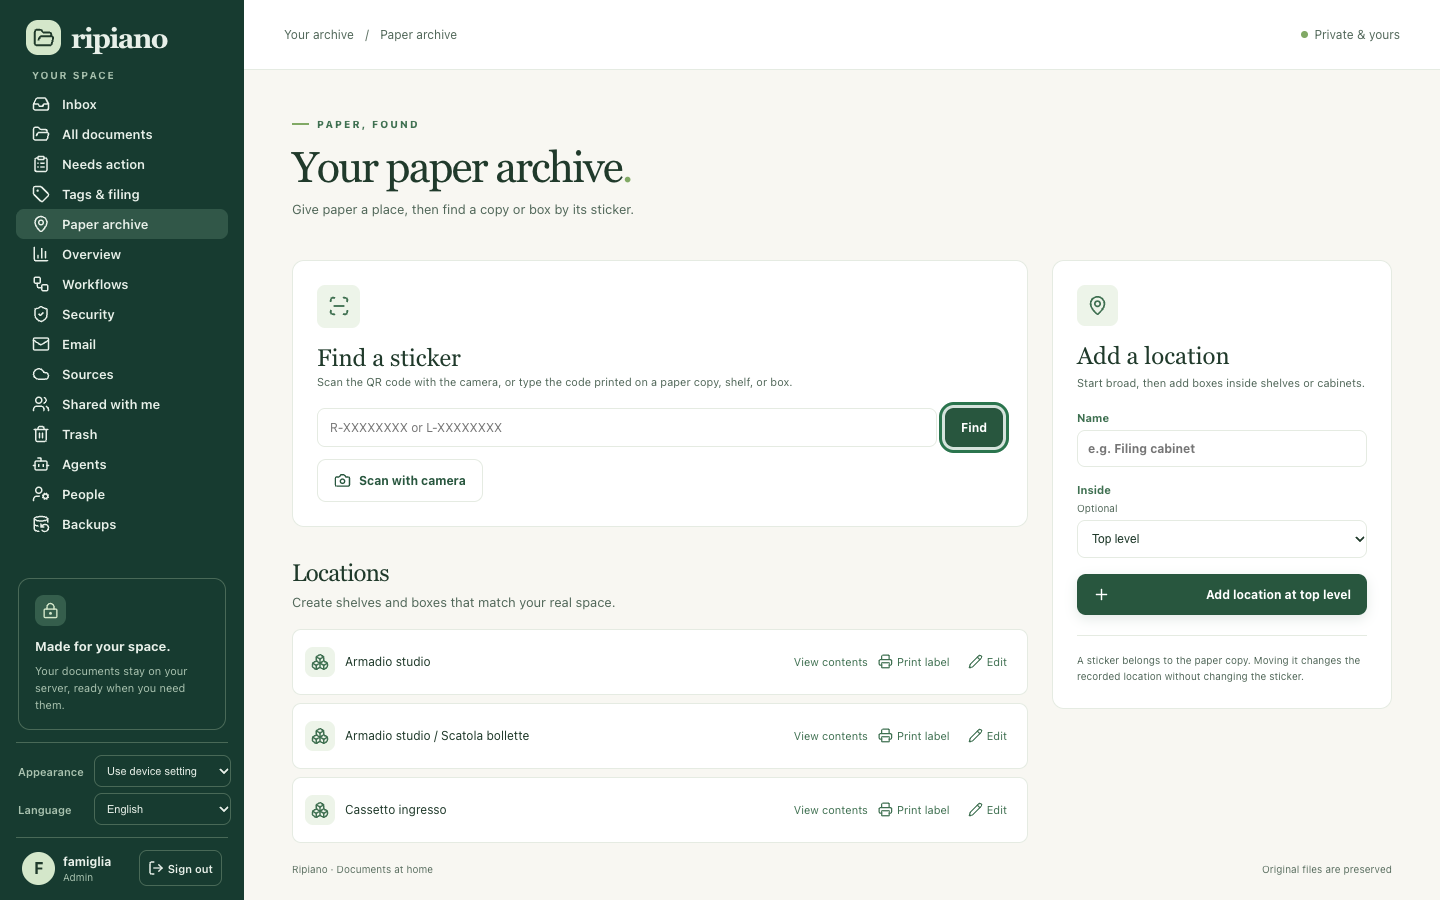 ripiano
YOUR SPACE
Inbox
All documents
Needs action
Tags & filing
Paper archive
Overview
Workflows
Security
Email
Sources
Shared with me
Trash
Agents
People
Backups
Made for your space.
Your documents stay on your
server, ready when you need
them.
Appearance
Use device setting
Language
English
F
famiglia
Admin
Sign out
Your archive / Paper archive
Private & yours
PAPER, FOUND
Your paper archive.
Give paper a place, then find a copy or box by its sticker.
Find a sticker
Scan the QR code with the camera, or type the code printed on a paper copy, shelf, or box.
R-XXXXXXXX or L-XXXXXXXX
Find
Scan with camera
Locations
Create shelves and boxes that match your real space.
Armadio studio
View contents Print label Edit
Armadio studio / Scatola bollette
View contents Print label Edit
Cassetto ingresso
View contents Print label Edit
Add a location
Start broad, then add boxes inside shelves or cabinets.
Name
e.g. Filing cabinet
Inside
Optional
Top level
Add location at top level
A sticker belongs to the paper copy. Moving it changes the
recorded location without changing the sticker.
Ripiano · Documents at home
Original files are preserved